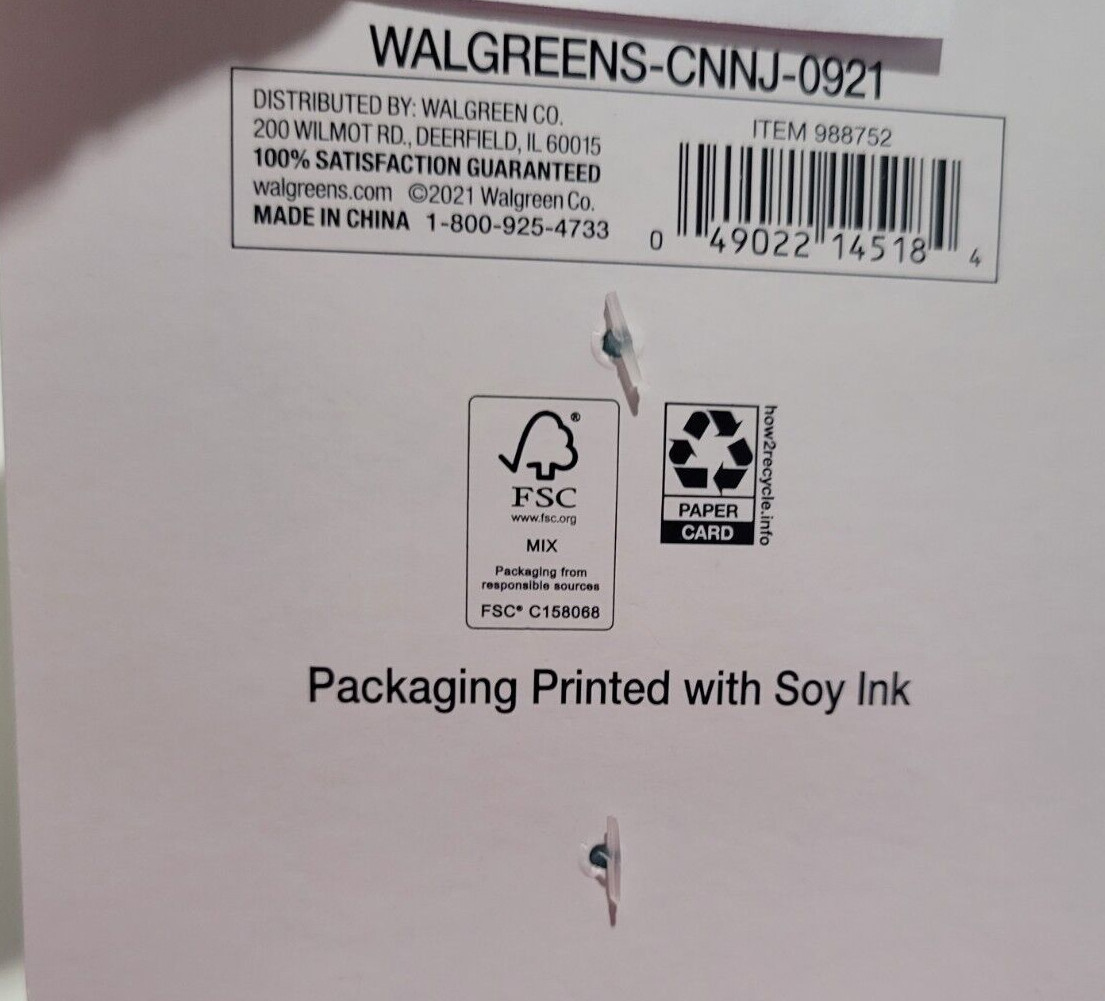 WALGREENS-CNNJ-0921
DISTRIBUTED BY: WALGREEN CO.
200 WILMOT RD., DEERFIELD, IL 60015
100% SATISFACTION GUARANTEED
walgreens.com ©2021 Walgreen Co.
MADE IN CHINA 1-800-925-4733
ITEM 988752
0 49022 14518 4
®
FSC
www.fsc.org
MIX
Packaging from
responsible sources
FSC® C158068
PAPER
CARD
how2recycle.info
Packaging Printed with Soy Ink